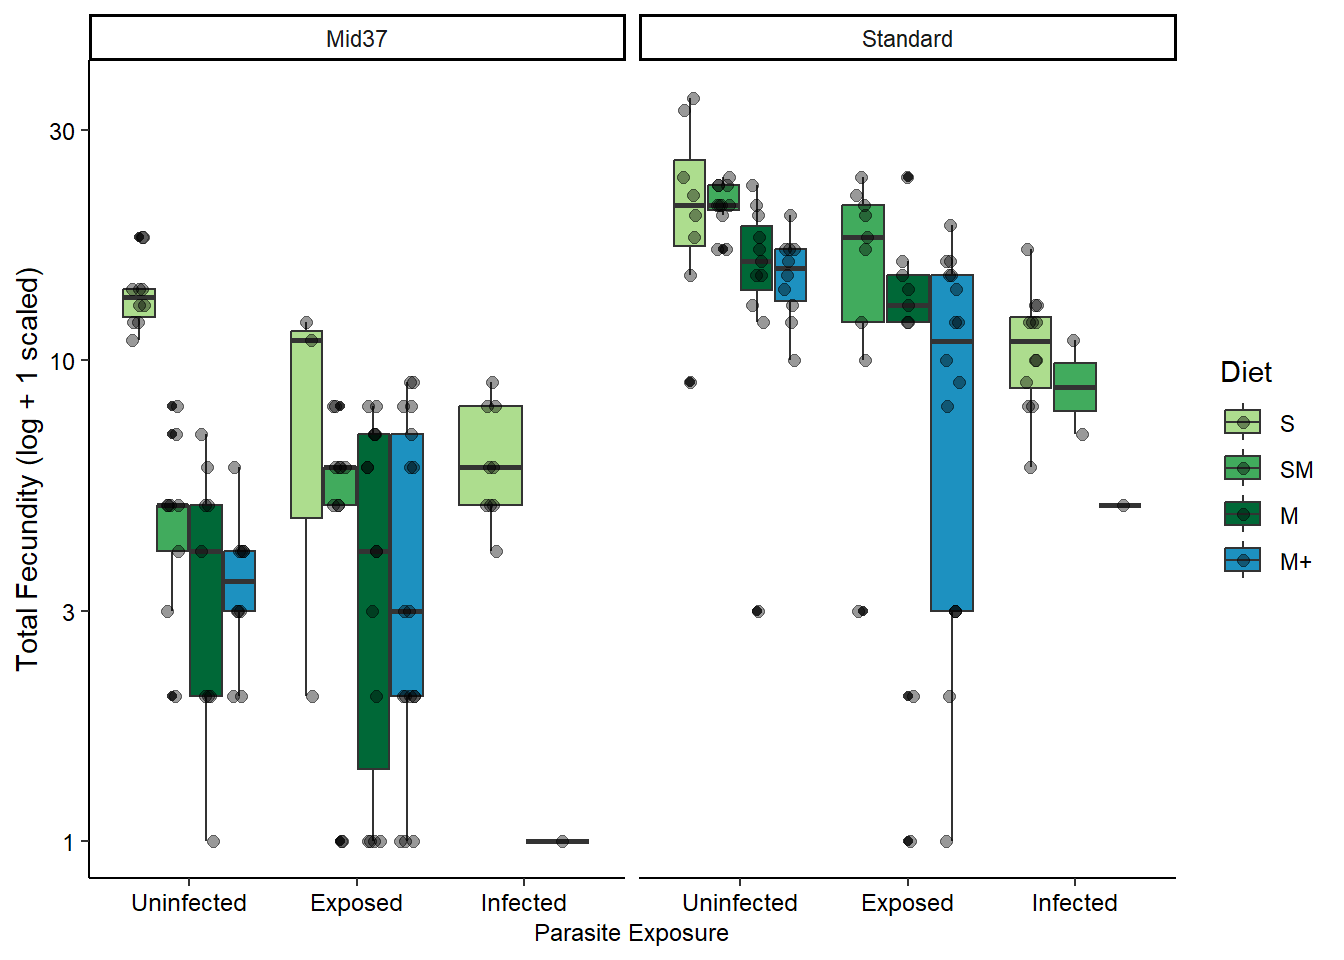 Mid37
Standard
Total Fecundity (log + 1 scaled)
30
10
3
1
Uninfected
Exposed
Infected
Uninfected
Exposed
Infected
Parasite Exposure
Diet
S
SM
M
M+